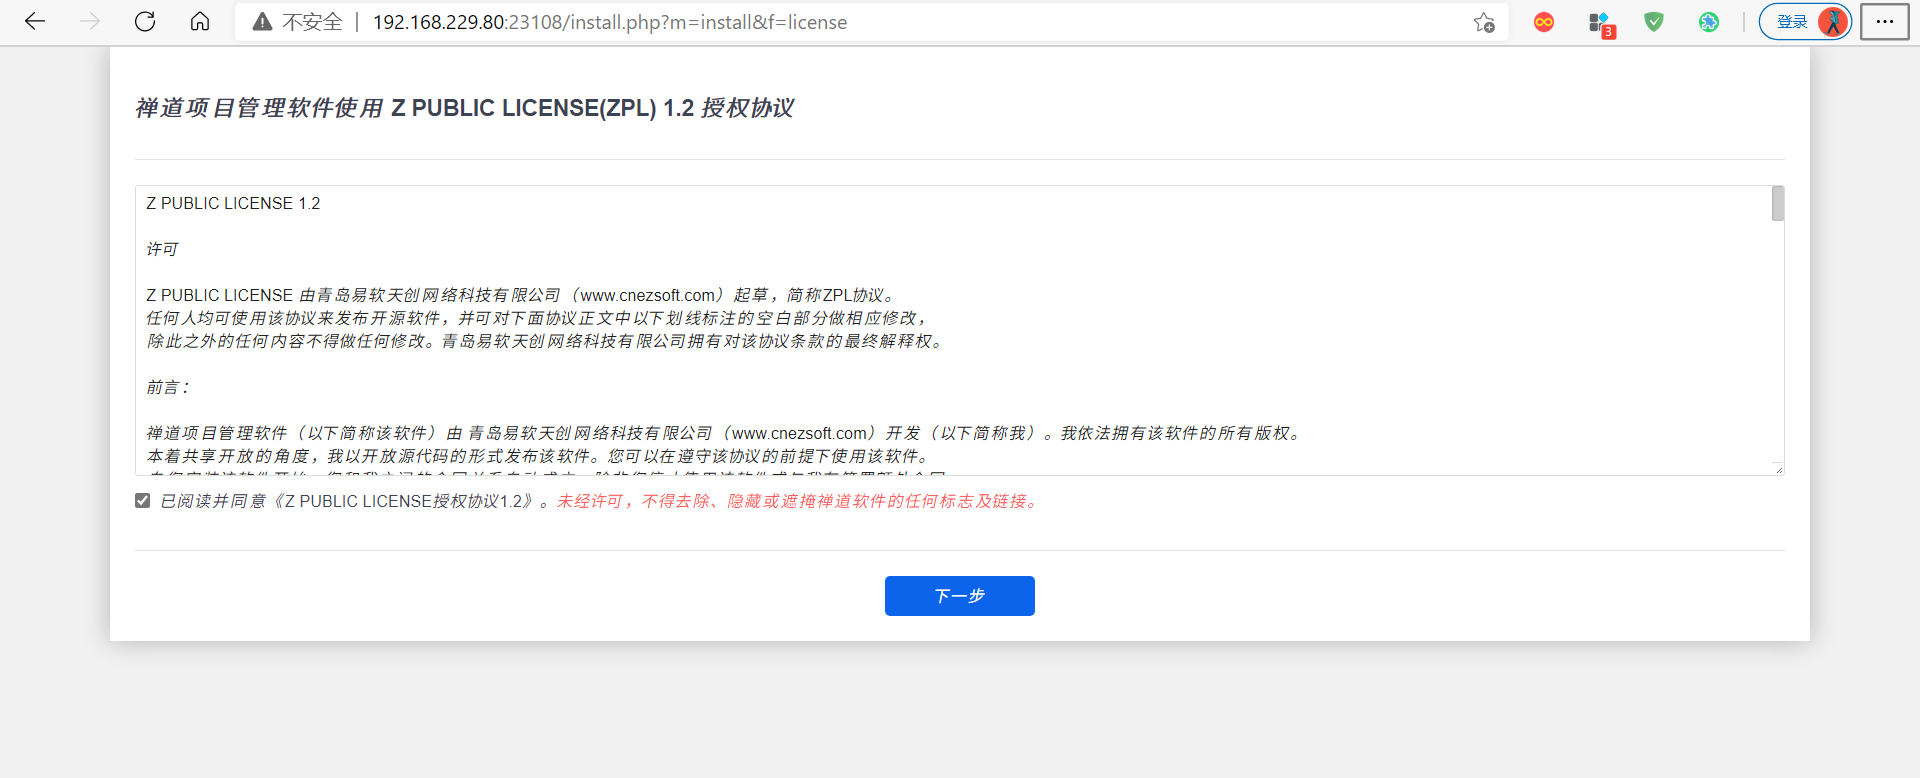 不安全 | 192.168.229.80:23108/install.php?m=install&f=license
3
登录
禅道项目管理软件使用 Z PUBLIC LICENSE(ZPL) 1.2 授权协议
Z PUBLIC LICENSE 1.2
许可
Z PUBLIC LICENSE 由青岛易软天创网络科技有限公司（www.cnezsoft.com）起草，简称ZPL协议。
任何人均可使用该协议来发布开源软件，并可对下面协议正文中以下划线标注的空白部分做相应修改，
除此之外的任何内容不得做任何修改。青岛易软天创网络科技有限公司拥有对该协议条款的最终解释权。
前言：
禅道项目管理软件（以下简称该软件）由 青岛易软天创网络科技有限公司（www.cnezsoft.com）开发（以下简称我）。我依法拥有该软件的所有版权。
本着共享开放的角度，我以开放源代码的形式发布该软件。您可以在遵守该协议的前提下使用该软件。
已阅读并同意《Z PUBLIC LICENSE授权协议1.2》。未经许可，不得去除、隐藏或遮掩禅道软件的任何标志及链接。
下一步